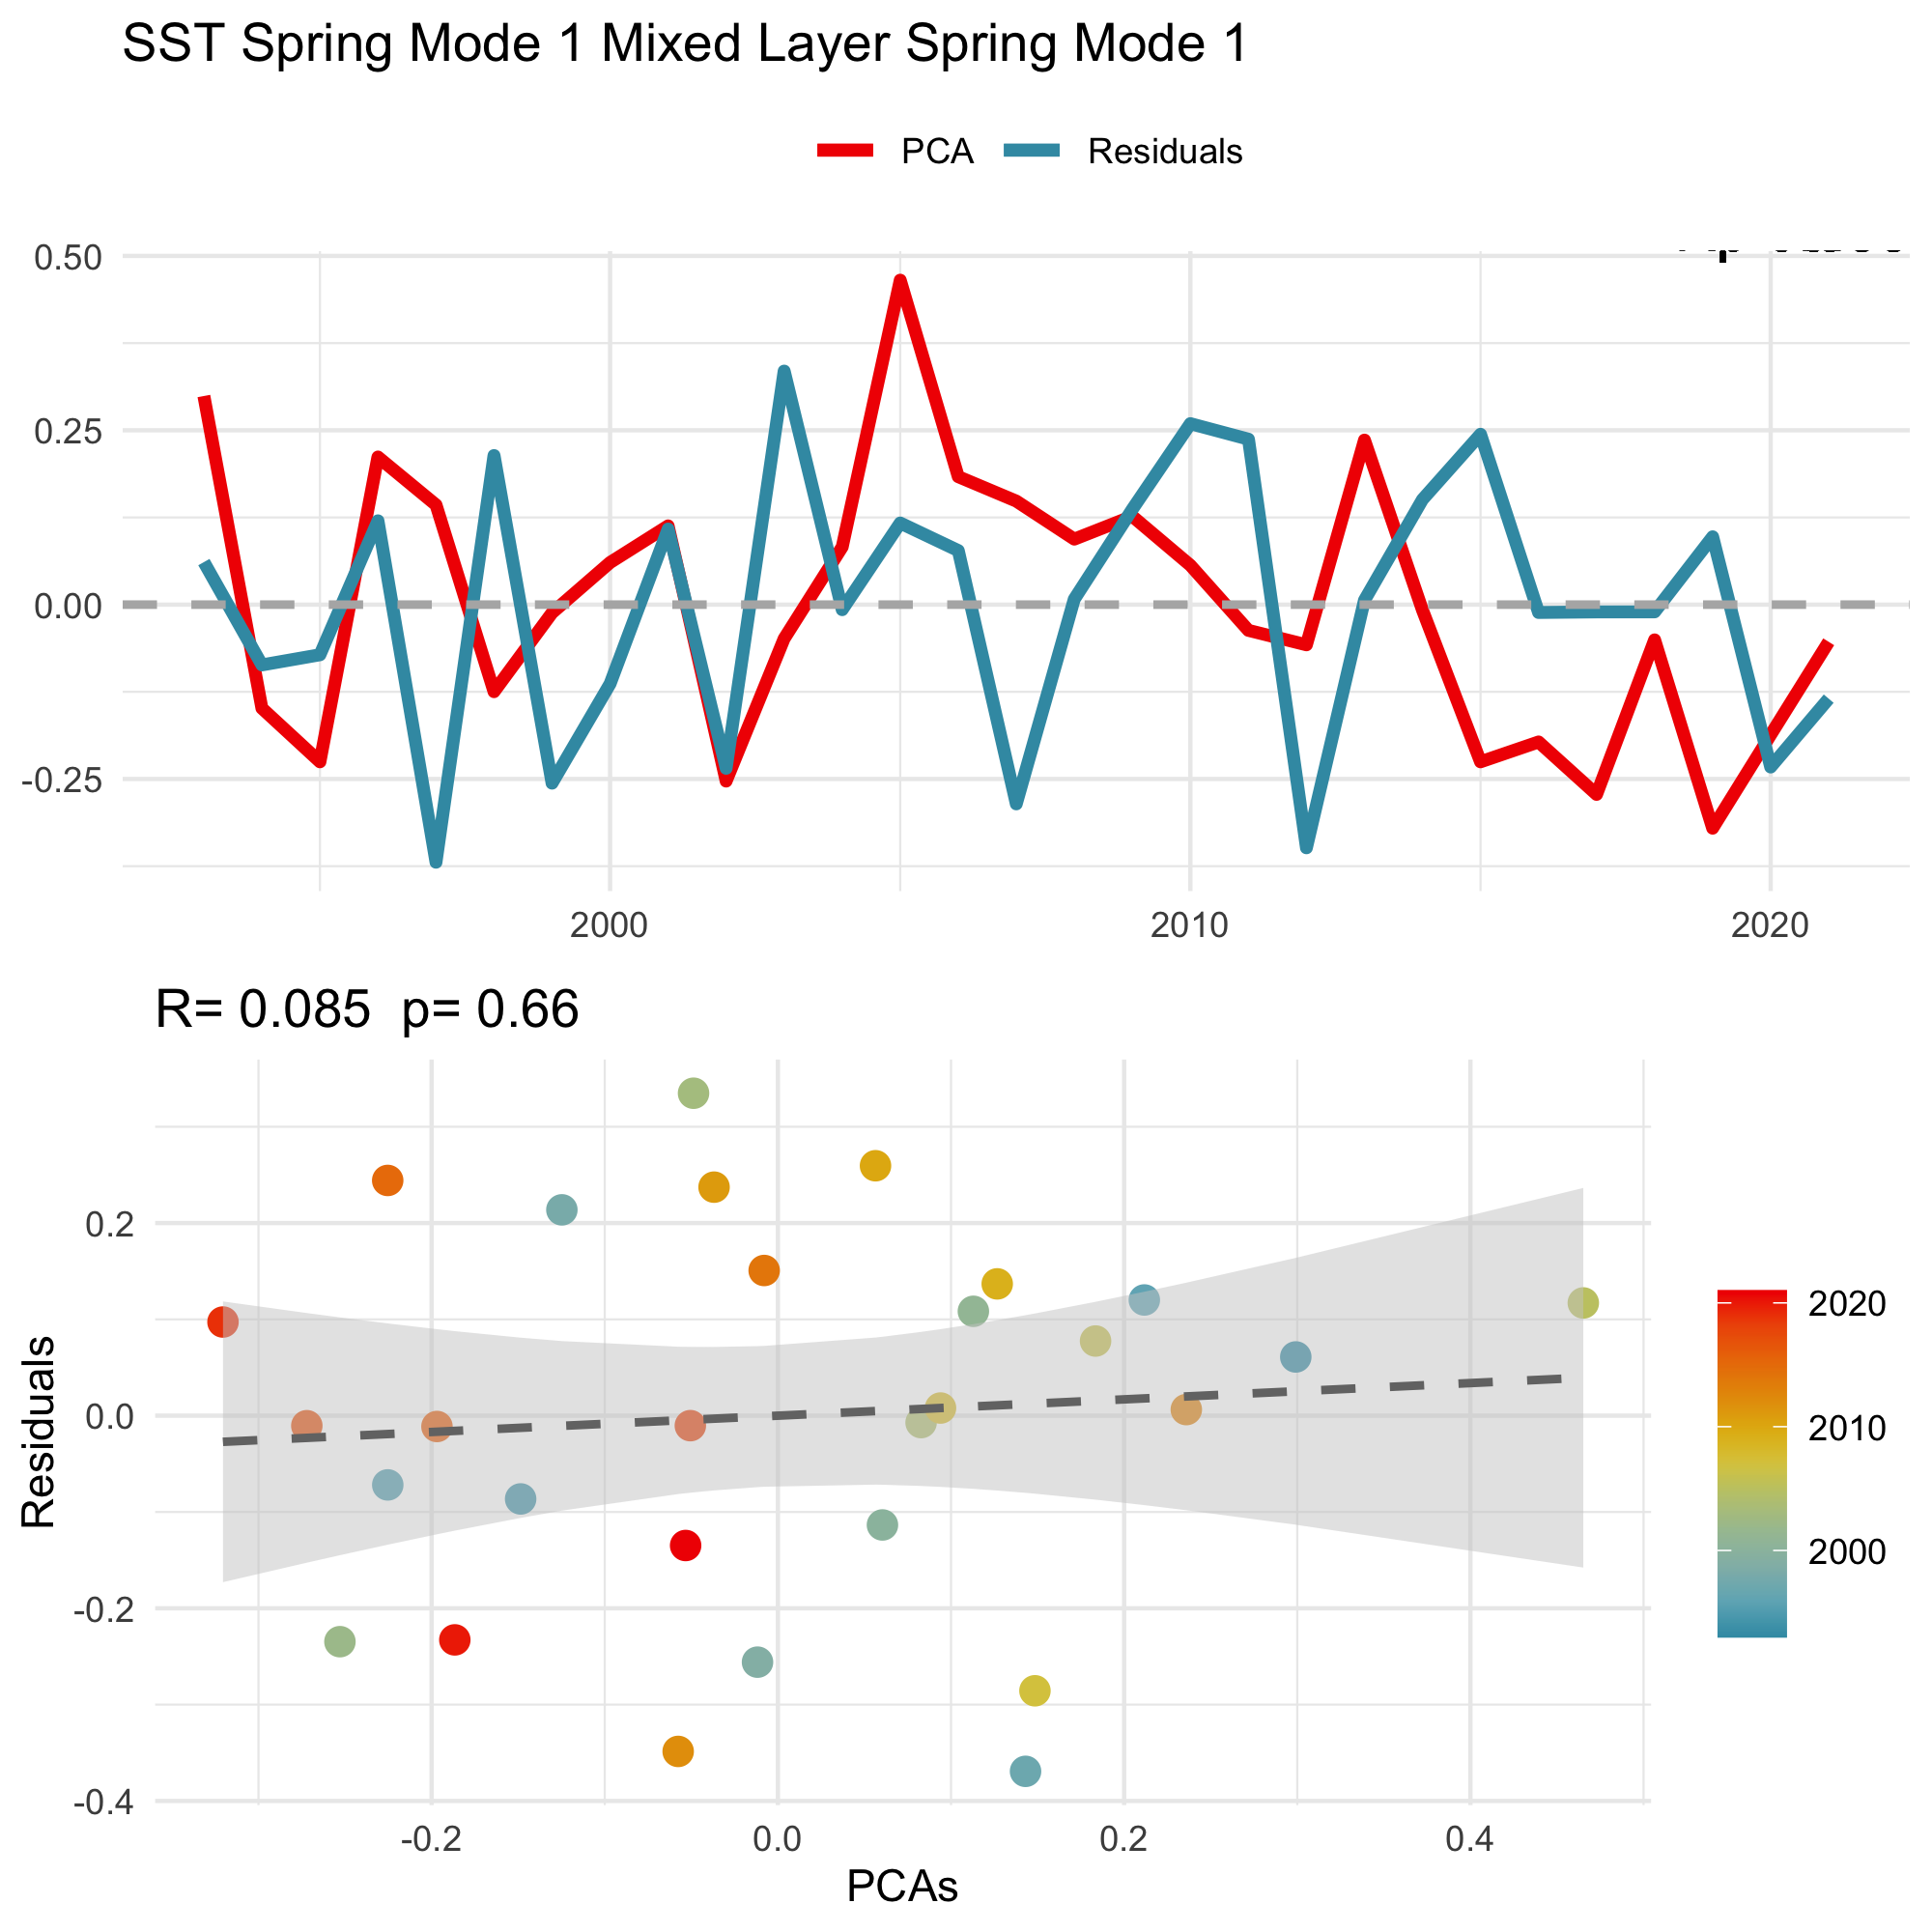 SST Spring Mode 1 Mixed Layer Spring Mode 1
PCA Residuals
0.50
0.25
0.00
-0.25
2000 2010 2020
R= 0.085 p= 0.66
Residuals
0.2
0.0
-0.2
-0.4
-0.2 0.0 0.2 0.4
PCAs
2020
2010
2000